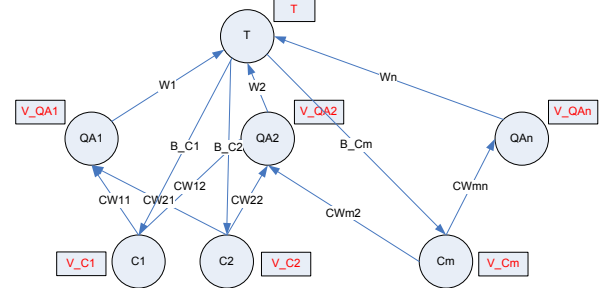 T
T
Wn
W1
W2
V_QA1
V_QA2
V_QAn
QA1
QA2
QAn
B_C1
B_C2
B_Cm
CW12
CWmn
CW11
CW21
CW22
CWm2
V_C1
C1
C2
V_C2
Cm
V_Cm